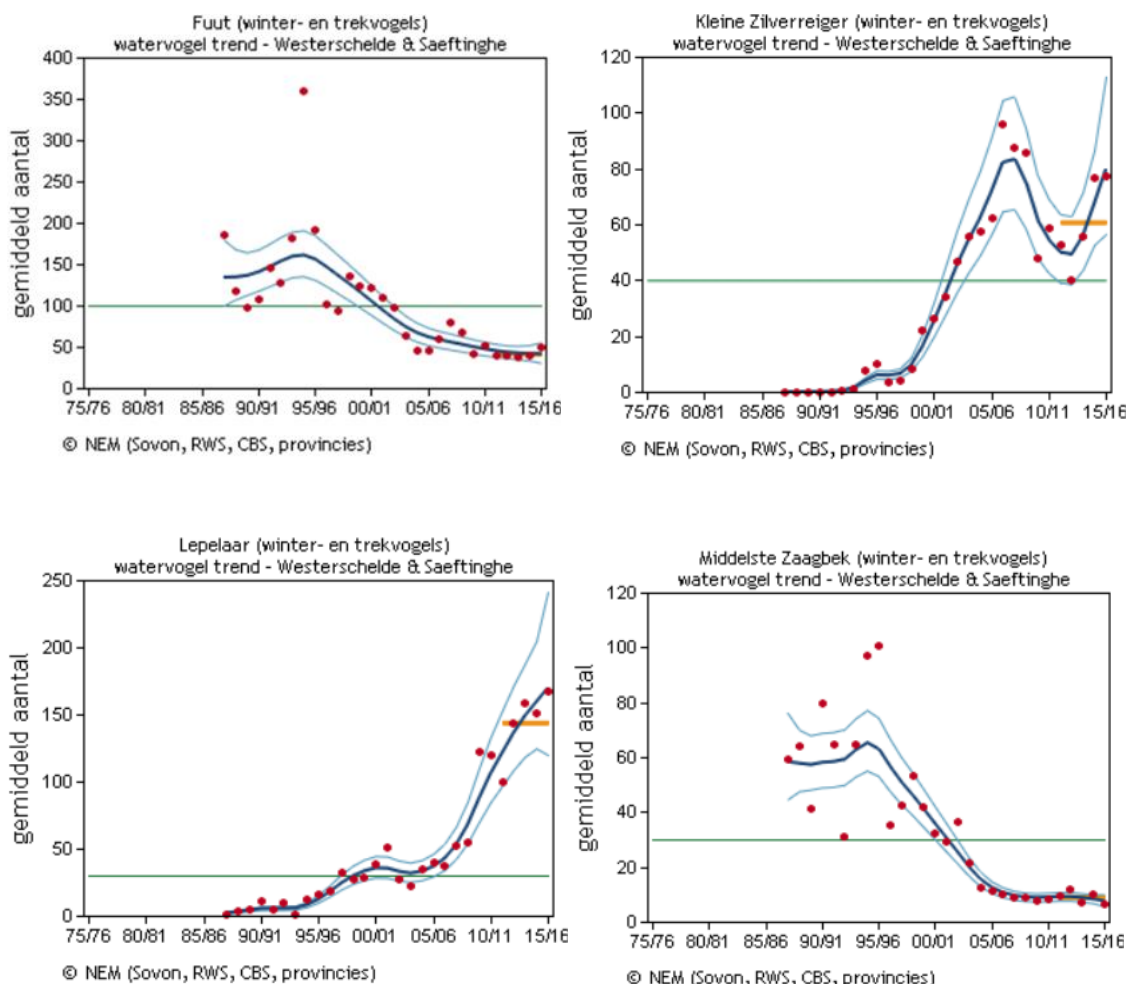 Fuut (winter- en trekvogels)
watervogel trend - Westerschelde & Saeftinghe
gemiddeld aantal
400
350
300
250
200
150
100
50
0
75/76 80/81 85/86 90/91 95/96 00/01 05/06 10/11 15/16
© NEM (Sovon, RWS, CBS, provincies)
Kleine Zilverreiger (winter- en trekvogels)
watervogel trend - Westerschelde & Saeftinghe
gemiddeld aantal
120
100
80
60
40
20
0
75/76 80/81 85/86 90/91 95/96 00/01 05/06 10/11 15/16
© NEM (Sovon, RWS, CBS, provincies)
Lepelaar (winter- en trekvogels)
watervogel trend - Westerschelde & Saeftinghe
gemiddeld aantal
250
200
150
100
50
0
75/76 80/81 85/86 90/91 95/96 00/01 05/06 10/11 15/16
© NEM (Sovon, RWS, CBS, provincies)
Middelste Zaagbek (winter- en trekvogels)
watervogel trend - Westerschelde & Saeftinghe
gemiddeld aantal
120
100
80
60
40
20
0
75/76 80/81 85/86 90/91 95/96 00/01 05/06 10/11 15/16
© NEM (Sovon, RWS, CBS, provincies)